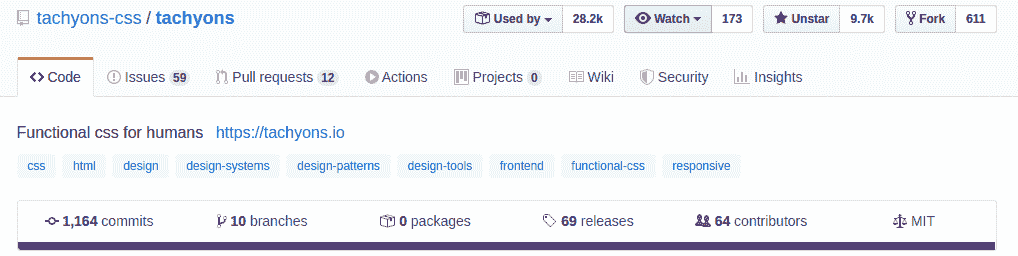 tachyons-css / tachyons Used by 28.2k Watch 173 Unstar 9.7k Fork 611
Code Issues 59 Pull requests 12 Actions Projects 0 Wiki Security Insights
Functional css for humans https://tachyons.io
css html design design-systems design-patterns design-tools frontend functional-css responsive
1,164 commits 10 branches 0 packages 69 releases 64 contributors MIT